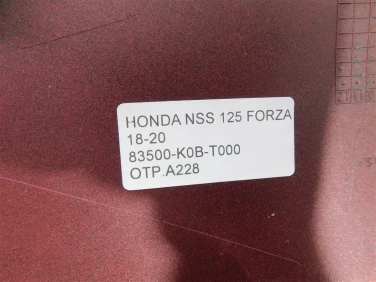 HONDA NSS 125 FORZA
18-20
83500-K0B-T000
OTP.A228